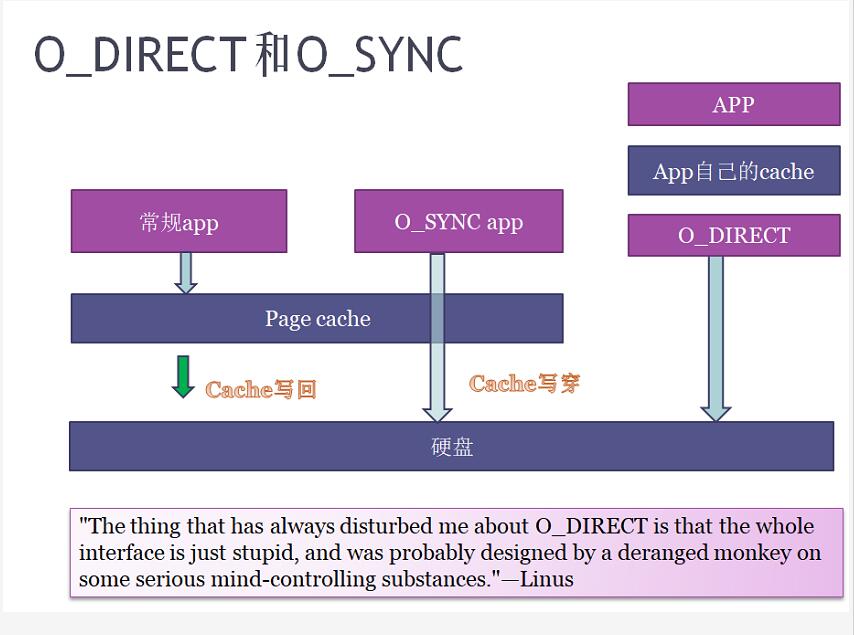 O_DIRECT和O_SYNC
APP
App自己的cache
O_DIRECT
常规app
O_SYNC app
Page cache
Cache写回
Cache写穿
硬盘
"The thing that has always disturbed me about O_DIRECT is that the whole
interface is just stupid, and was probably designed by a deranged monkey on
some serious mind-controlling substances."—Linus